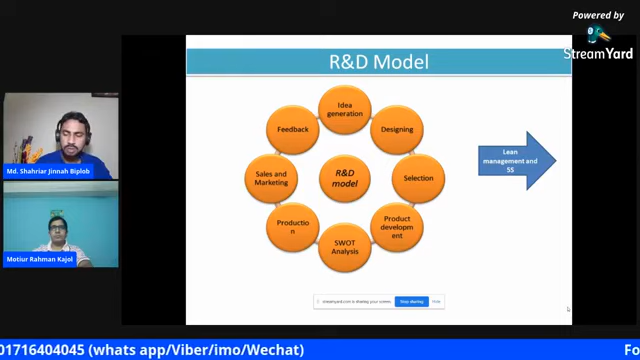 Powered by
StreamYard
R&D Model
Idea
generation
Designing
Selection
Product
developm
ent
SWOT
Analysis
Productio
n
Sales and
Marketing
Feedback
R&D
model
Lean
management and
5S
Md. Shahriar Jinnah Biplob
Motiur Rahman Kajol
streamyard.com is sharing your screen.
Stop sharing
Hide
01716404045 (whats app/Viber/imo/Wechat)
Fo